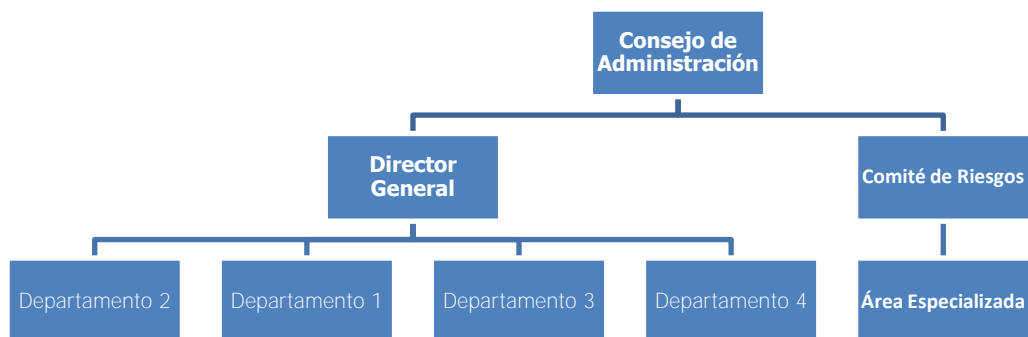 Consejo de
Administración
Director
General
Comité de Riesgos
Departamento 2
Departamento 1
Departamento 3
Departamento 4
Área Especializada